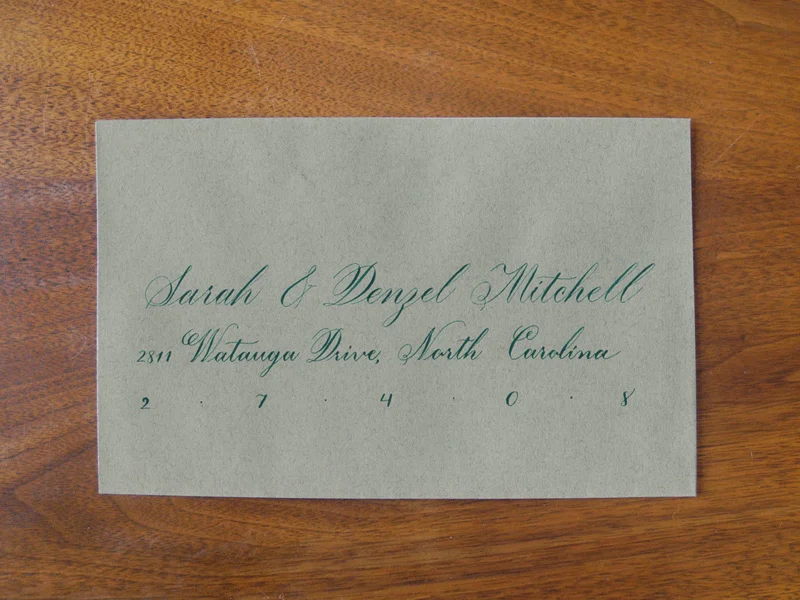 Sarah & Denzel Mitchell
2811 Watauga Drive, North Carolina
2 · 7 · 4 · 0 · 8